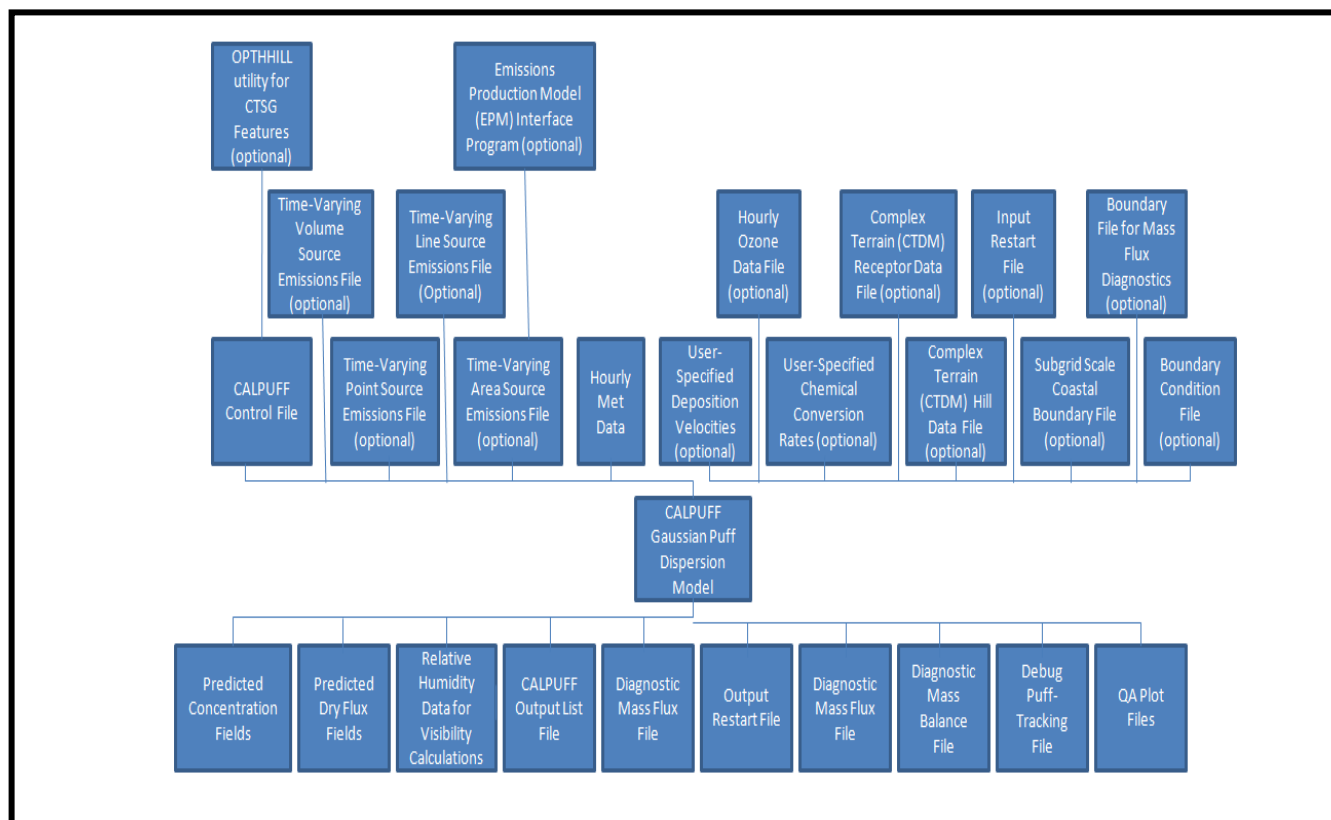 OPTHHILL
utility for
CTSG
Features
(optional)
Emissions
Production Model
(EPM) Interface
Program (optional)
Time-Varying
Volume
Source
Emissions File
(optional)
Time-Varying
Line Source
Emissions File
(Optional)
Hourly
Ozone
Data File
(optional)
Complex
Terrain (CTDM)
Receptor Data
File (optional)
Input
Restart
File
(optional)
Boundary
File for Mass
Flux
Diagnostics
(optional)
CALPUFF
Control File
Time-Varying
Point Source
Emissions File
(optional)
Time-Varying
Area Source
Emissions File
(optional)
Hourly
Met
Data
User-
Specified
Deposition
Velocities
(optional)
User-Specified
Chemical
Conversion
Rates (optional)
Complex
Terrain
(CTDM) Hill
Data File
(optional)
Subgrid Scale
Coastal
Boundary File
(optional)
Boundary
Condition
File
(optional)
CALPUFF
Gaussian Puff
Dispersion
Model
Predicted
Concentration
Fields
Predicted
Dry Flux
Fields
Relative
Humidity
Data for
Visibility
Calculations
CALPUFF
Output List
File
Diagnostic
Mass Flux
File
Output
Restart File
Diagnostic
Mass Flux
File
Diagnostic
Mass
Balance
File
Debug
Puff-
Tracking
File
QA Plot
Files